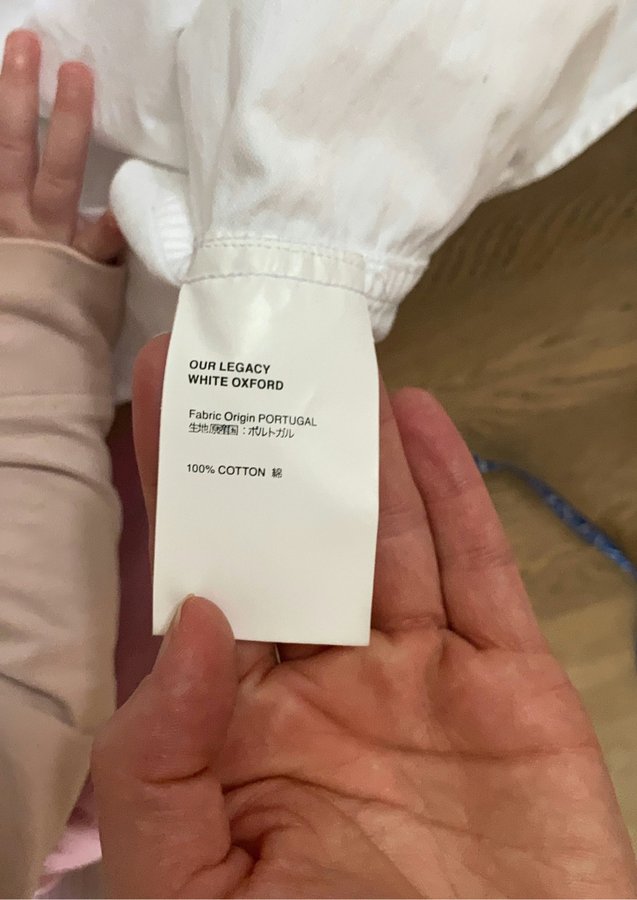 OUR LEGACY
WHITE OXFORD
Fabric Origin PORTUGAL
生地原産国：ポルトガル
100% COTTON 綿